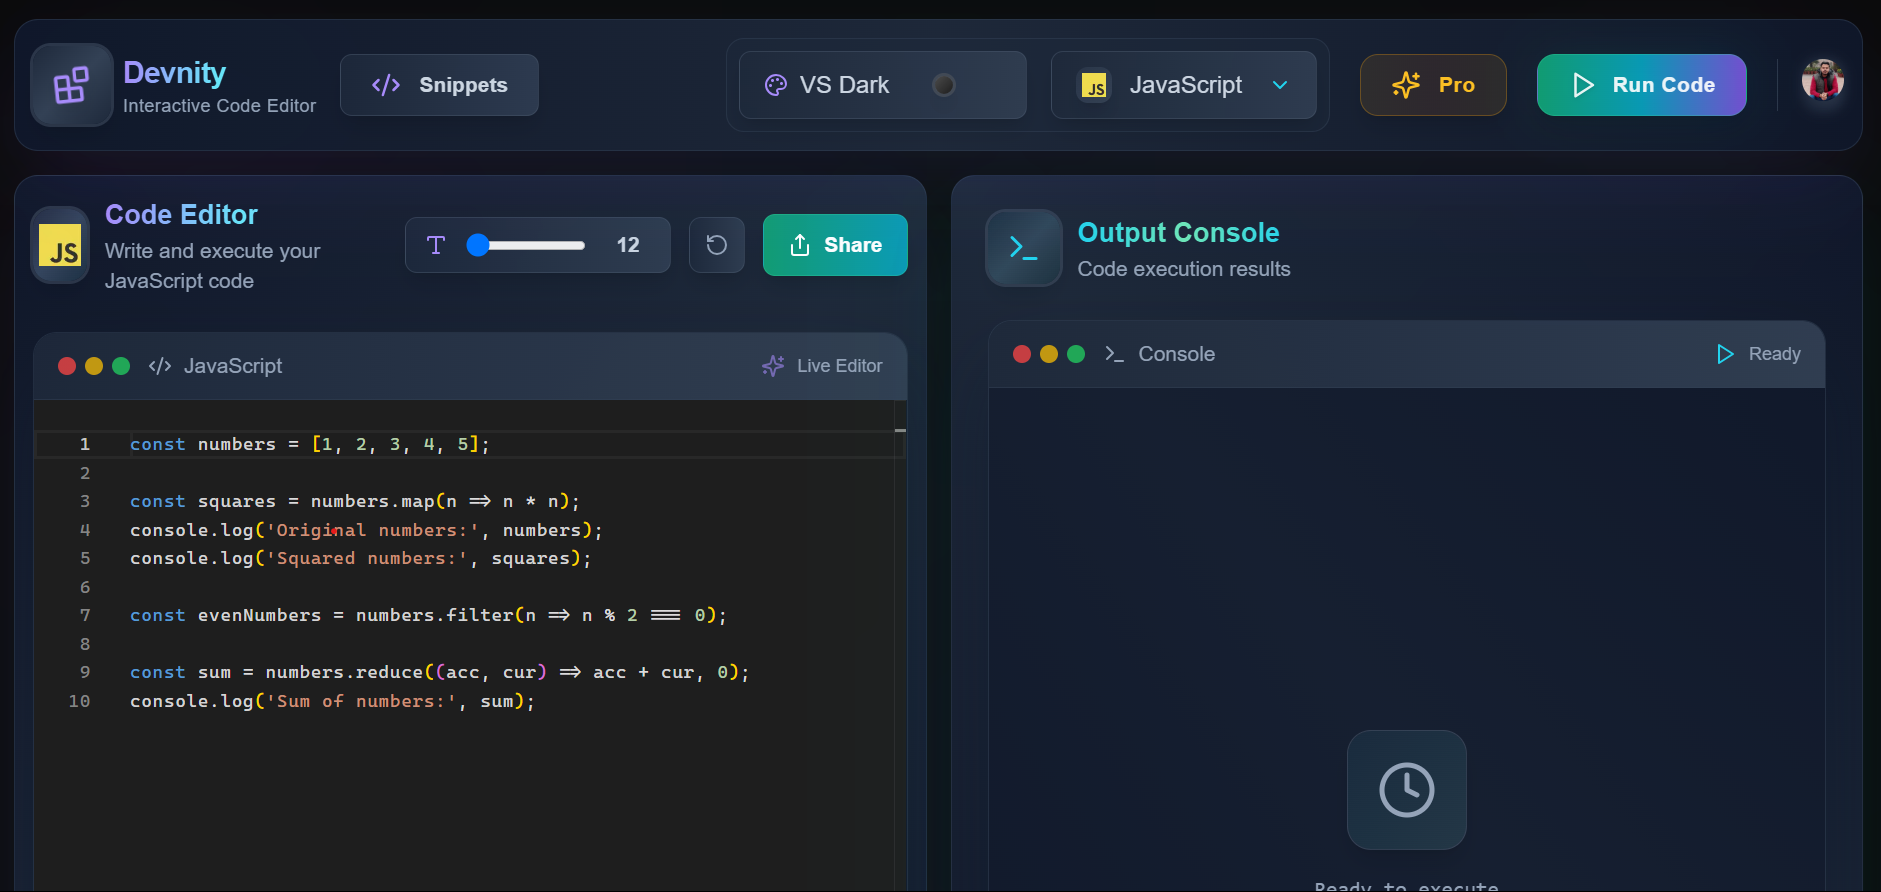 Devnity
Interactive Code Editor
Snippets
VS Dark
JS
JavaScript
Pro
Run Code
JS
Code Editor
Write and execute your
JavaScript code
12
Share
Output Console
Code execution results
JavaScript
Live Editor
Console
Ready
1 const numbers = [1, 2, 3, 4, 5];
2
3 const squares = numbers.map(n => n * n);
4 console.log('Original numbers:', numbers);
5 console.log('Squared numbers:', squares);
6
7 const evenNumbers = numbers.filter(n => n % 2 === 0);
8
9 const sum = numbers.reduce((acc, cur) => acc + cur, 0);
10 console.log('Sum of numbers:', sum);
Ready to execute